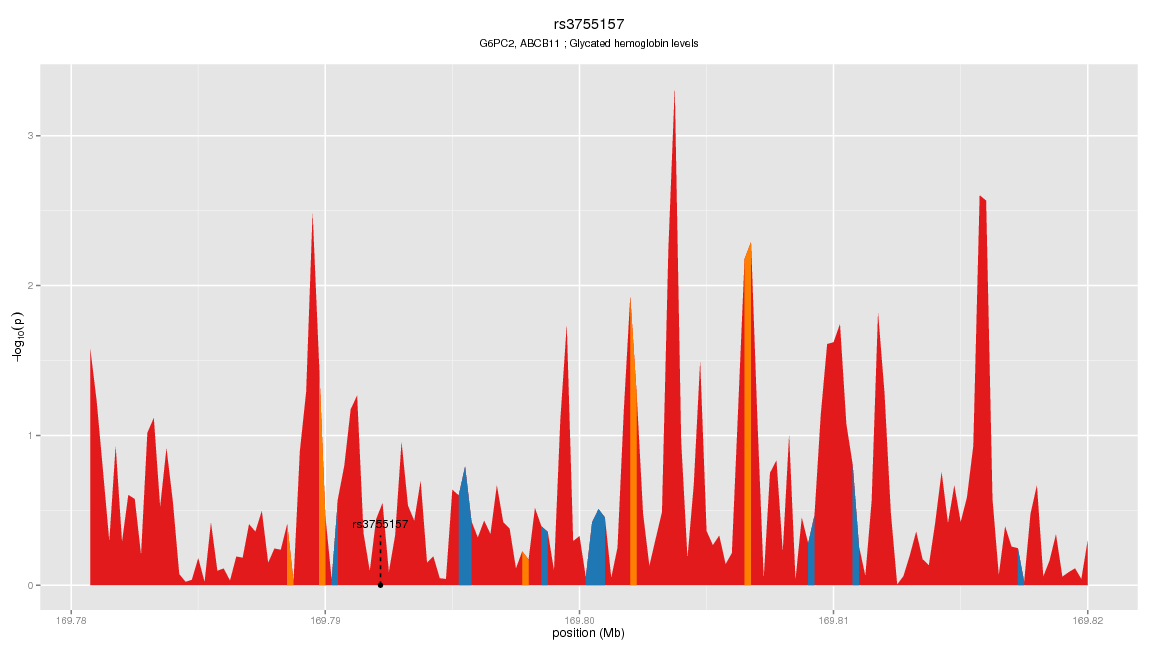 rs3755157
G6PC2, ABCB11 ; Glycated hemoglobin levels
3
2
1
0
−log10(p)
rs3755157
169.78
169.79
169.80
169.81
169.82
position (Mb)